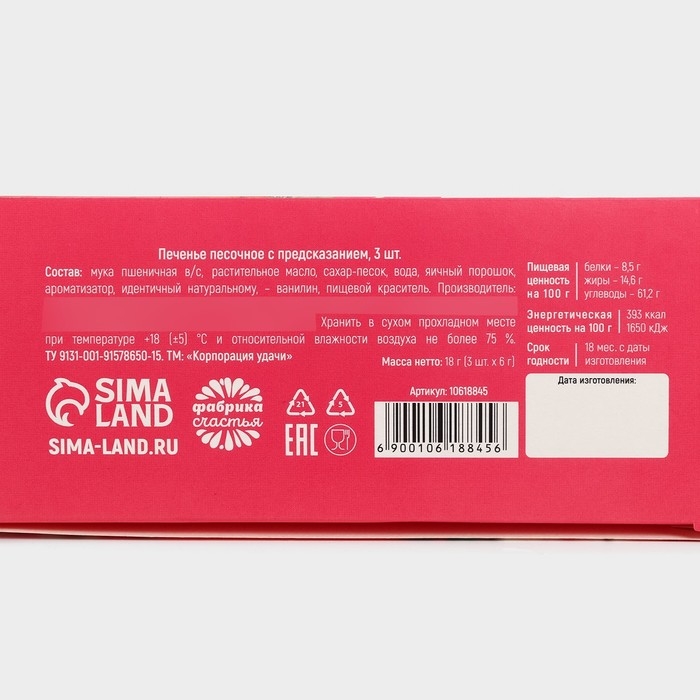 Печенье песочное с предсказанием, 3 шт.
Состав: мука пшеничная в/с, растительное масло, сахар-песок, вода, яичный порошок,
ароматизатор, идентичный натуральному, – ванилин, пищевой краситель. Производитель:
Хранить в сухом прохладном месте
при температуре +18 (±5) °С и относительной влажности воздуха не более 75 %.
ТУ 9131-001-91578650-15. ТМ: «Корпорация удачи»
Масса нетто: 18 г (3 шт. х 6 г)
Пищевая ценность на 100 г
белки – 8,5 г
жиры – 14,6 г
углеводы – 61,2 г
Энергетическая ценность на 100 г
393 ккал
1650 кДж
Срок годности
18 мес. с даты
изготовления
Дата изготовления:
SIMA
LAND
SIMA-LAND.RU
фабрика
счастья
21
5
EAC
Артикул: 10618845
6 900106 188456